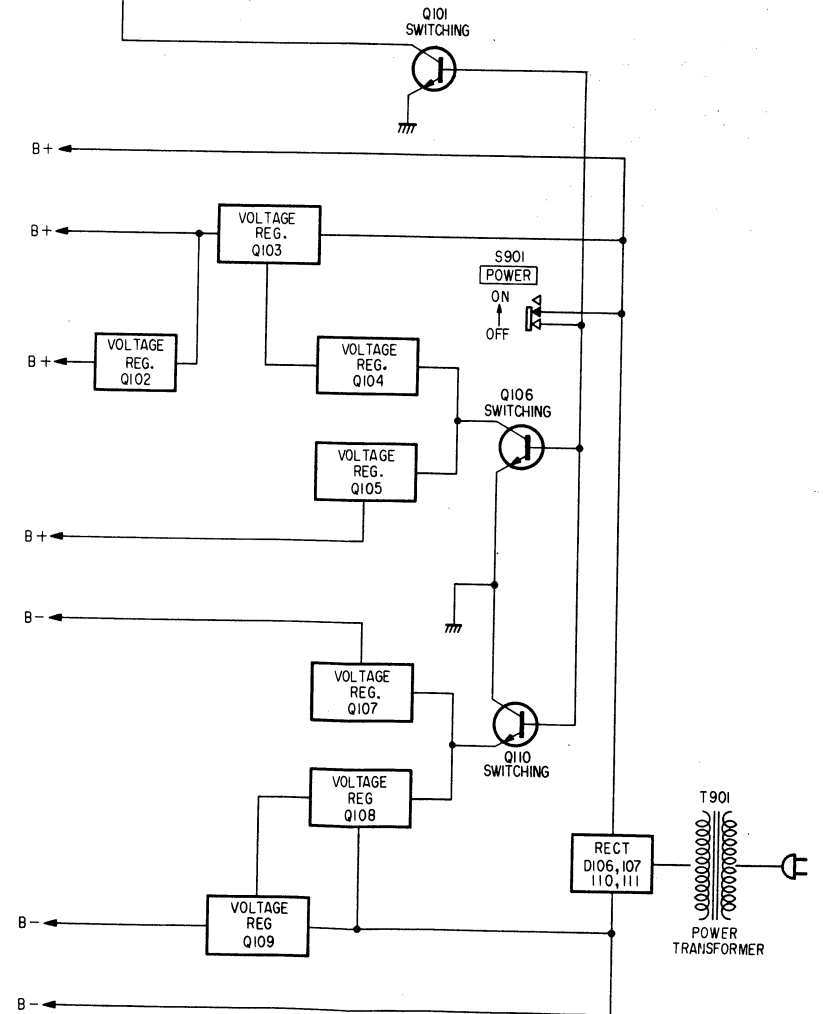 Q101
SWITCHING
B+
B+
VOLTAGE
REG.
Q103
S901
POWER
ON
OFF
B+
VOLTAGE
REG.
Q102
VOLTAGE
REG.
Q104
Q106
SWITCHING
VOLTAGE
REG.
Q105
B+
B-
VOLTAGE
REG.
Q107
Q110
SWITCHING
VOLTAGE
REG
Q108
T901
RECT
D106,107
110,111
POWER
TRANSFORMER
B-
VOLTAGE
REG
Q109
B-